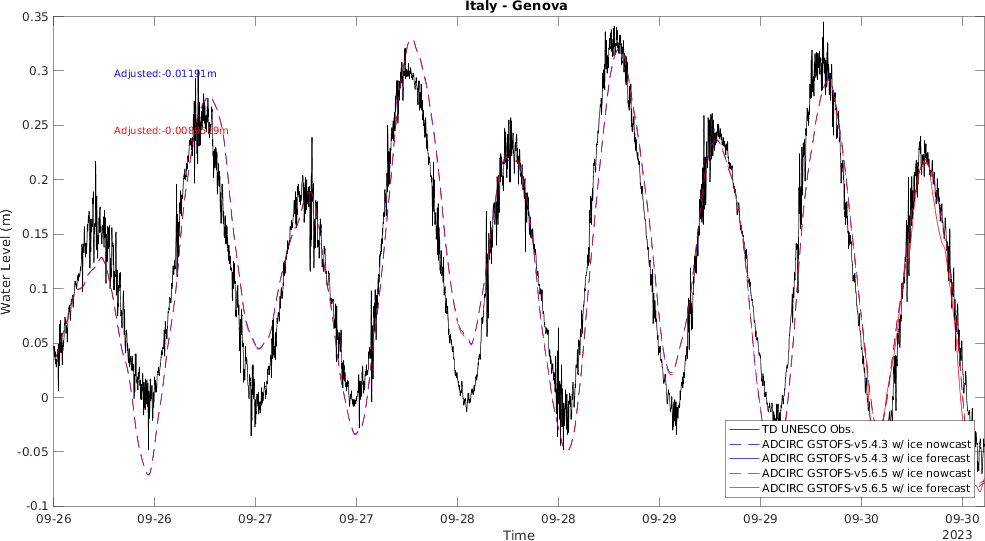 Italy - Genova
0.35
0.3
0.25
0.2
0.15
0.1
0.05
0
-0.05
-0.1
Water Level (m)
Adjusted:-0.01191m
TD UNESCO Obs.
ADCIRC GSTOFS-v5.4.3 w/ ice nowcast
ADCIRC GSTOFS-v5.4.3 w/ ice forecast
ADCIRC GSTOFS-v5.6.5 w/ ice nowcast
ADCIRC GSTOFS-v5.6.5 w/ ice forecast
09-26 09-26 09-27 09-27 09-28 09-28 09-29 09-29 09-30 09-30
Time
2023